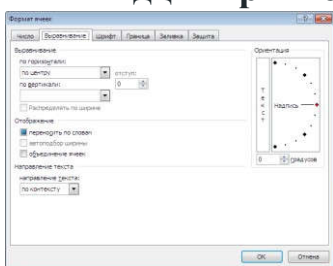 Формат ячеек
Число Выравнивание Шрифт Граница Заливка Защита
Выравнивание
по горизонтали:
по центру
отступ:
по вертикали:
0
Распределять по ширине
Отображение
переносить по словам
автоподбор ширины
объединение ячеек
Направление текста
направление текста:
по контексту
Ориентация
Текст
Надпись
0 градусов
ОК Отмена